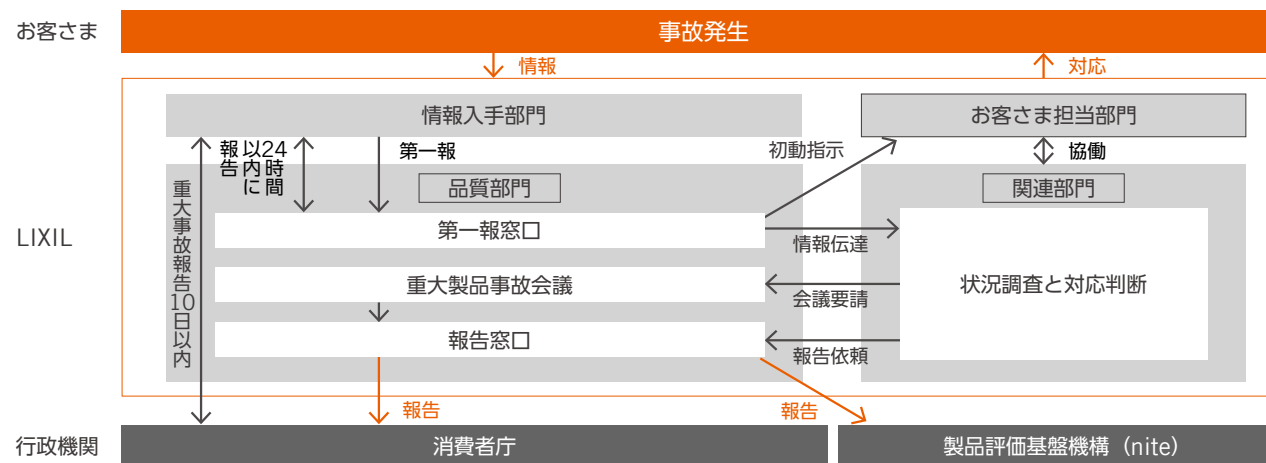 お客さま
事故発生
情報
対応
情報入手部門
お客さま担当部門
24時間
以内に
報告
第一報
初動指示
協働
重大事故報告10日以内
品質部門
関連部門
LIXIL
第一報窓口
情報伝達
状況調査と対応判断
重大製品事故会議
会議要請
報告窓口
報告依頼
報告
報告
行政機関
消費者庁
製品評価基盤機構（nite）